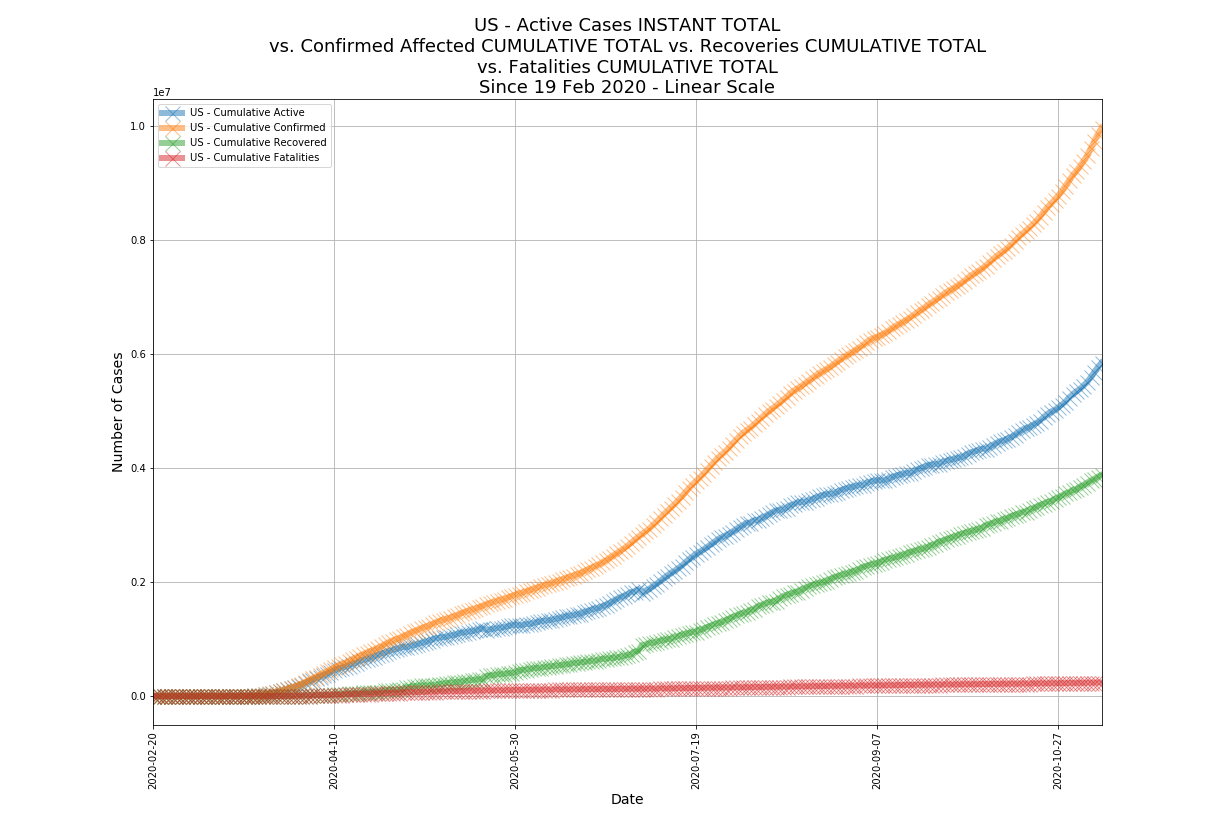 US - Active Cases INSTANT TOTAL
vs. Confirmed Affected CUMULATIVE TOTAL vs. Recoveries CUMULATIVE TOTAL
vs. Fatalities CUMULATIVE TOTAL
Since 19 Feb 2020 - Linear Scale
1e7
US - Cumulative Active
US - Cumulative Confirmed
US - Cumulative Recovered
US - Cumulative Fatalities
1.0
0.8
0.6
0.4
0.2
0.0
Number of Cases
2020-02-20
2020-04-10
2020-05-30
2020-07-19
2020-09-07
2020-10-27
Date